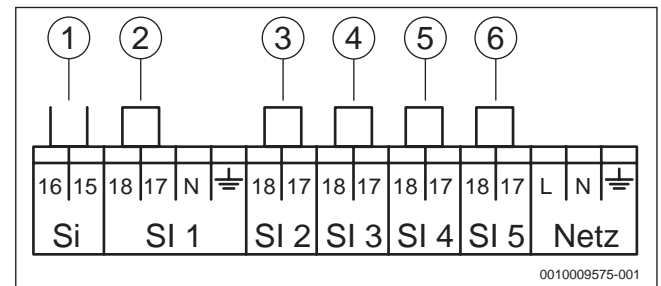 1 2 3 4 5 6
16 15 18 17 N 18 17 18 17 18 17 18 17 L N
Si SI 1 SI 2 SI 3 SI 4 SI 5 Netz
0010009575-001